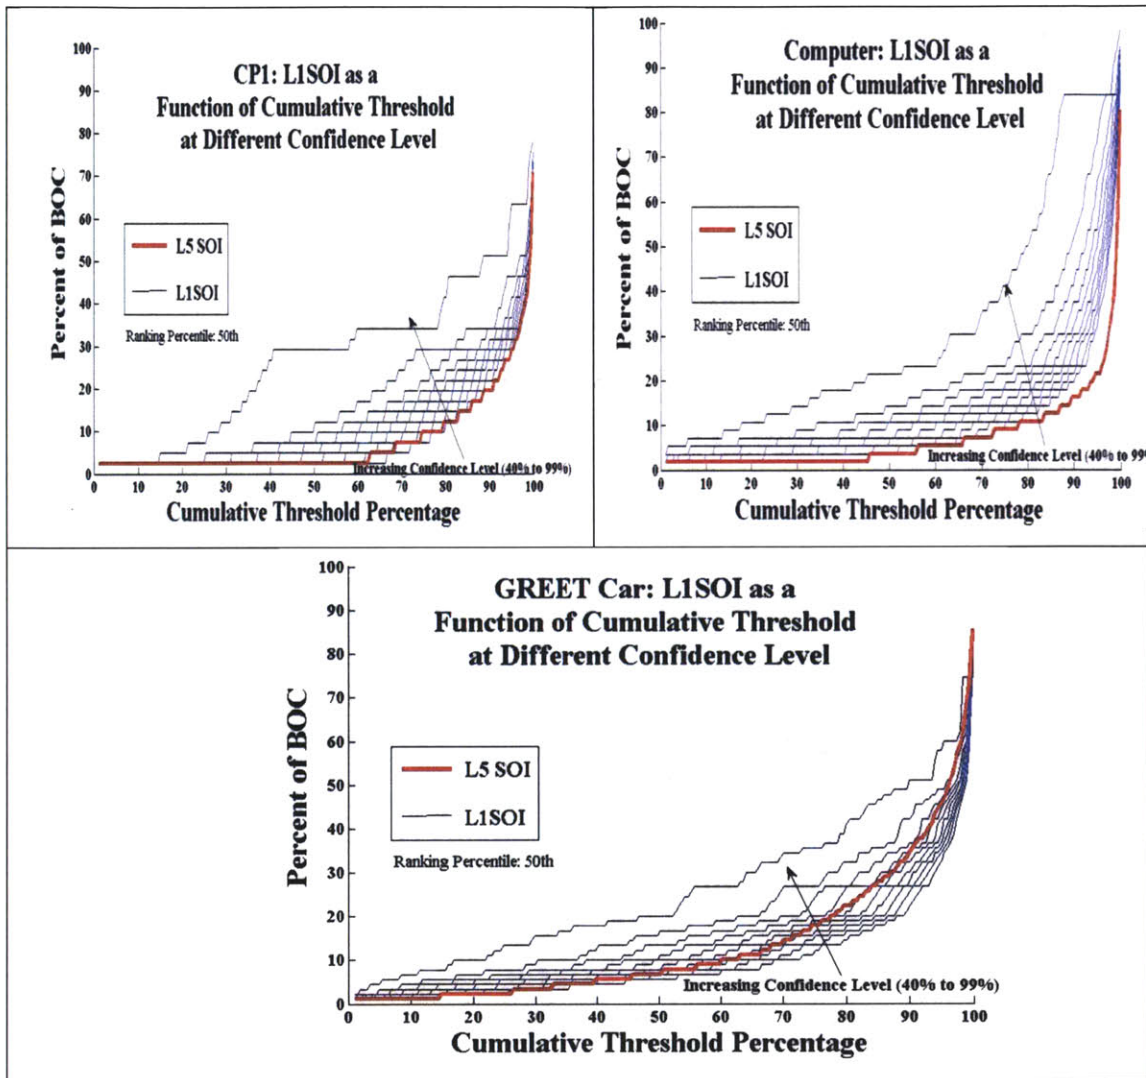 CP1: L1SOI as a
Function of Cumulative Threshold
at Different Confidence Level
Percent of BOC
100
90
80
70
60
50
40
30
20
10
0
L5 SOI
L1SOI
Ranking Percentile: 50th
Increasing Confidence Level (40% to 99%)
0 10 20 30 40 50 60 70 80 90 100
Cumulative Threshold Percentage
Computer: L1SOI as a
Function of Cumulative Threshold
at Different Confidence Level
Percent of BOC
100
90
80
70
60
50
40
30
20
10
0
L5 SOI
L1SOI
Ranking Percentile: 50th
Increasing Confidence Level (40% to 99%
0 10 20 30 40 50 60 70 80 90 100
Cumulative Threshold Percentage
GREET Car: L1SOI as a
Function of Cumulative Threshold
at Different Confidence Level
Percent of BOC
100
90
80
70
60
50
40
30
20
10
0
L5 SOI
L1SOI
Ranking Percentile: 50th
Increasing Confidence Level (40% to 99%)
0 10 20 30 40 50 60 70 80 90 100
Cumulative Threshold Percentage